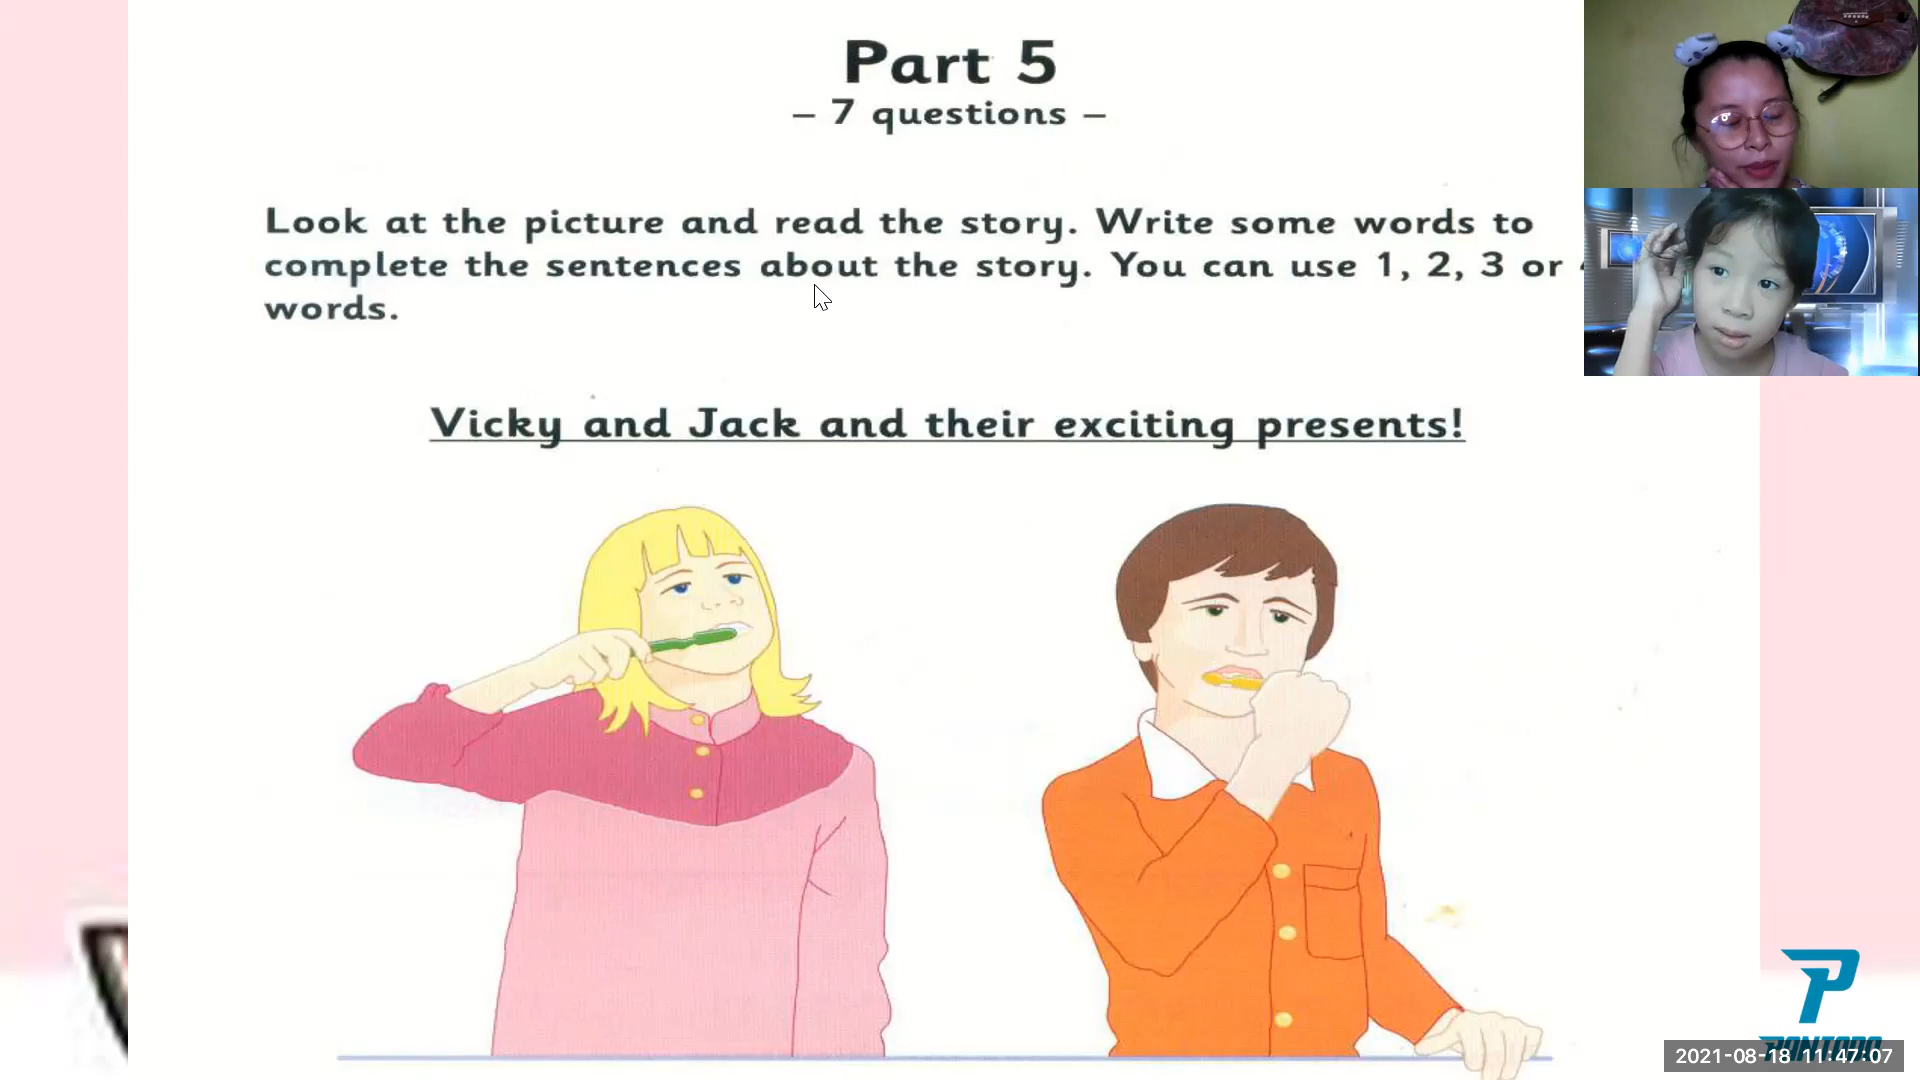 Part 5
– 7 questions –
Look at the picture and read the story. Write some words to
complete the sentences about the story. You can use 1, 2, 3 or
words.
Vicky and Jack and their exciting presents!
2021-08-18 11:47:07